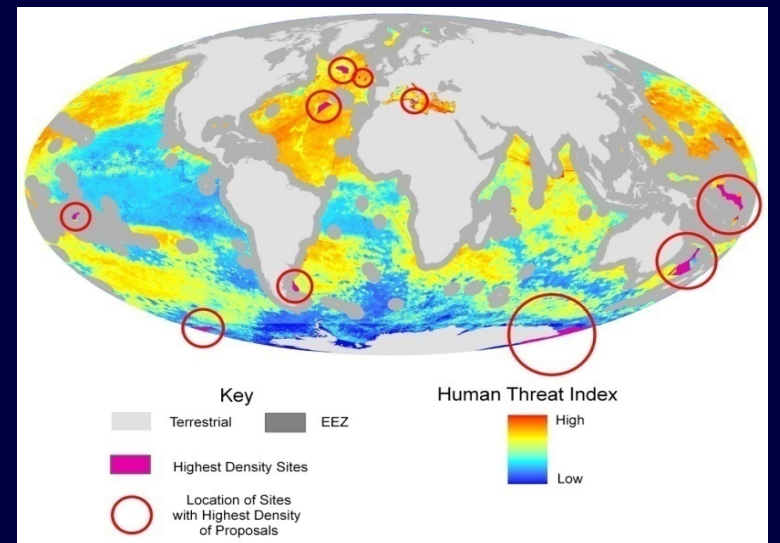 Key
Terrestrial
EEZ
Highest Density Sites
Location of Sites
with Highest Density
of Proposals
Human Threat Index
High
Low